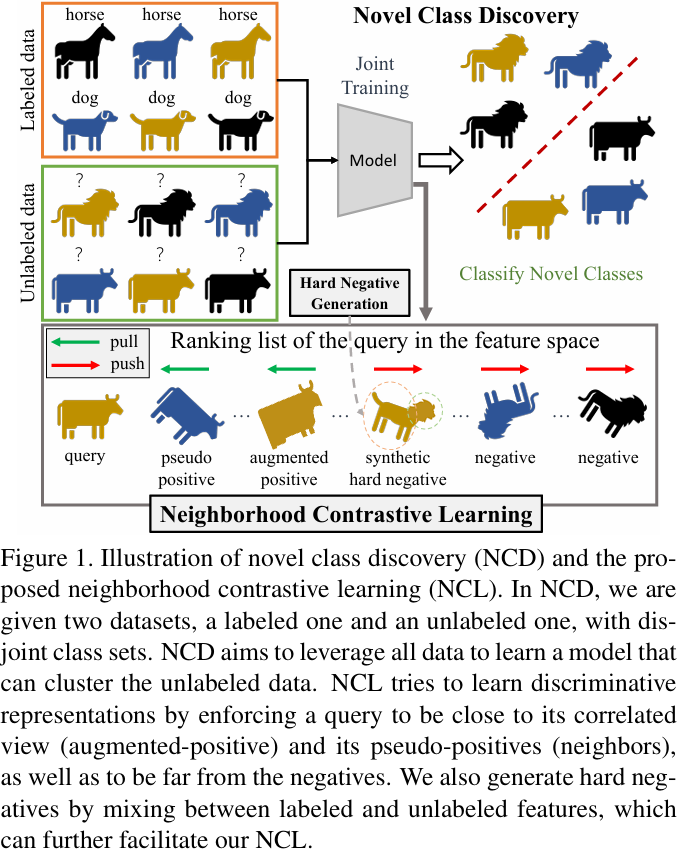 Novel Class Discovery
Labeled data
horse horse horse
dog dog dog
Joint
Training
Model
Unlabeled data
? ? ?
? ? ?
Classify Novel Classes
Hard Negative
Generation
pull
push
Ranking list of the query in the feature space
query
pseudo
positive
...
augmented
positive
...
synthetic
hard negative
...
negative
...
negative
Neighborhood Contrastive Learning
Figure 1. Illustration of novel class discovery (NCD) and the pro-
posed neighborhood contrastive learning (NCL). In NCD, we are
given two datasets, a labeled one and an unlabeled one, with dis-
joint class sets. NCD aims to leverage all data to learn a model that
can cluster the unlabeled data. NCL tries to learn discriminative
representations by enforcing a query to be close to its correlated
view (augmented-positive) and its pseudo-positives (neighbors),
as well as to be far from the negatives. We also generate hard neg-
atives by mixing between labeled and unlabeled features, which
can further facilitate our NCL.